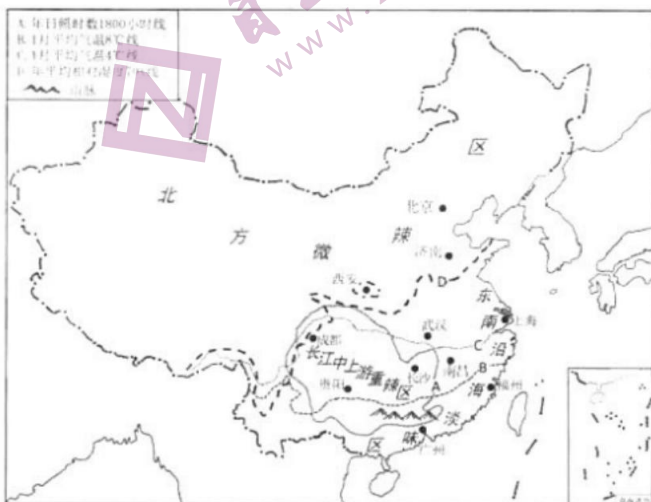 A 年日照时数1800小时线
B 1月平均气温8℃线
C 1月平均气温4℃线
山脉
www.
北方微辣区
北京
济南
西安
D
东南沿海淡味区
上海
武汉
C
成都
长江中上游重辣区
长沙
南昌
B
A
贵阳
福州
广州